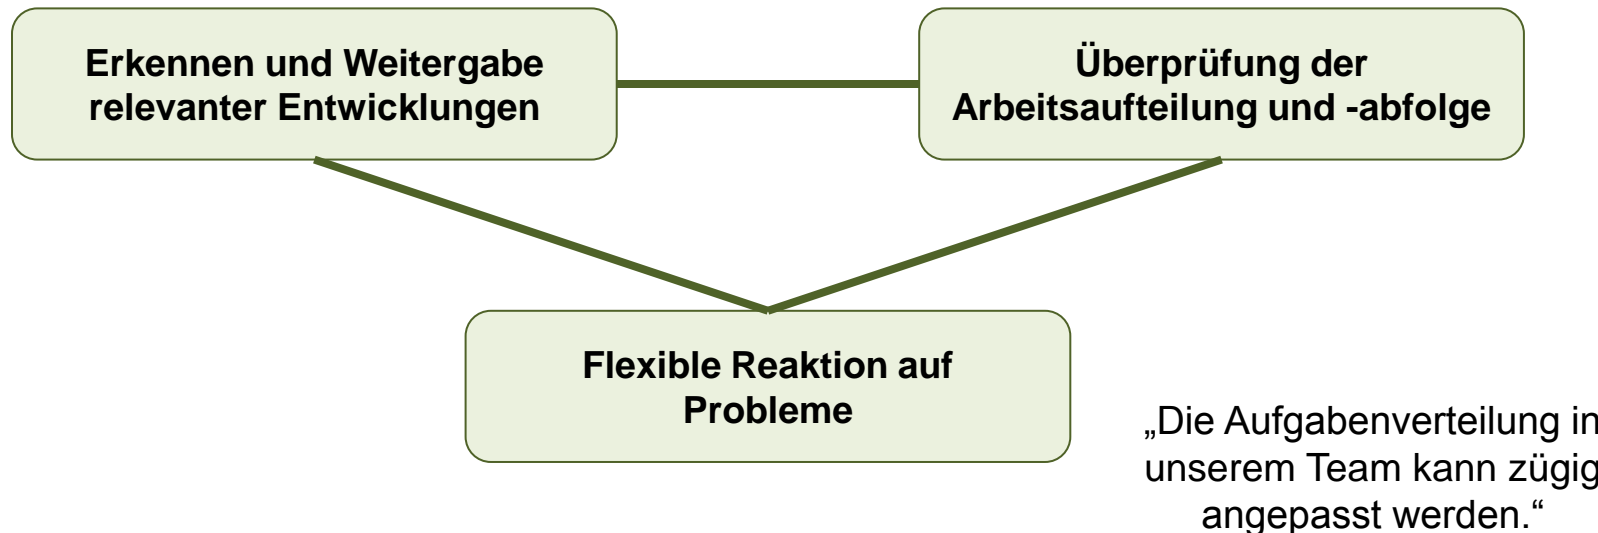 Erkennen und Weitergabe
relevanter Entwicklungen
Überprüfung der
Arbeitsaufteilung und -abfolge
Flexible Reaktion auf
Probleme
„Die Aufgabenverteilung in
unserem Team kann zügig
angepasst werden.“